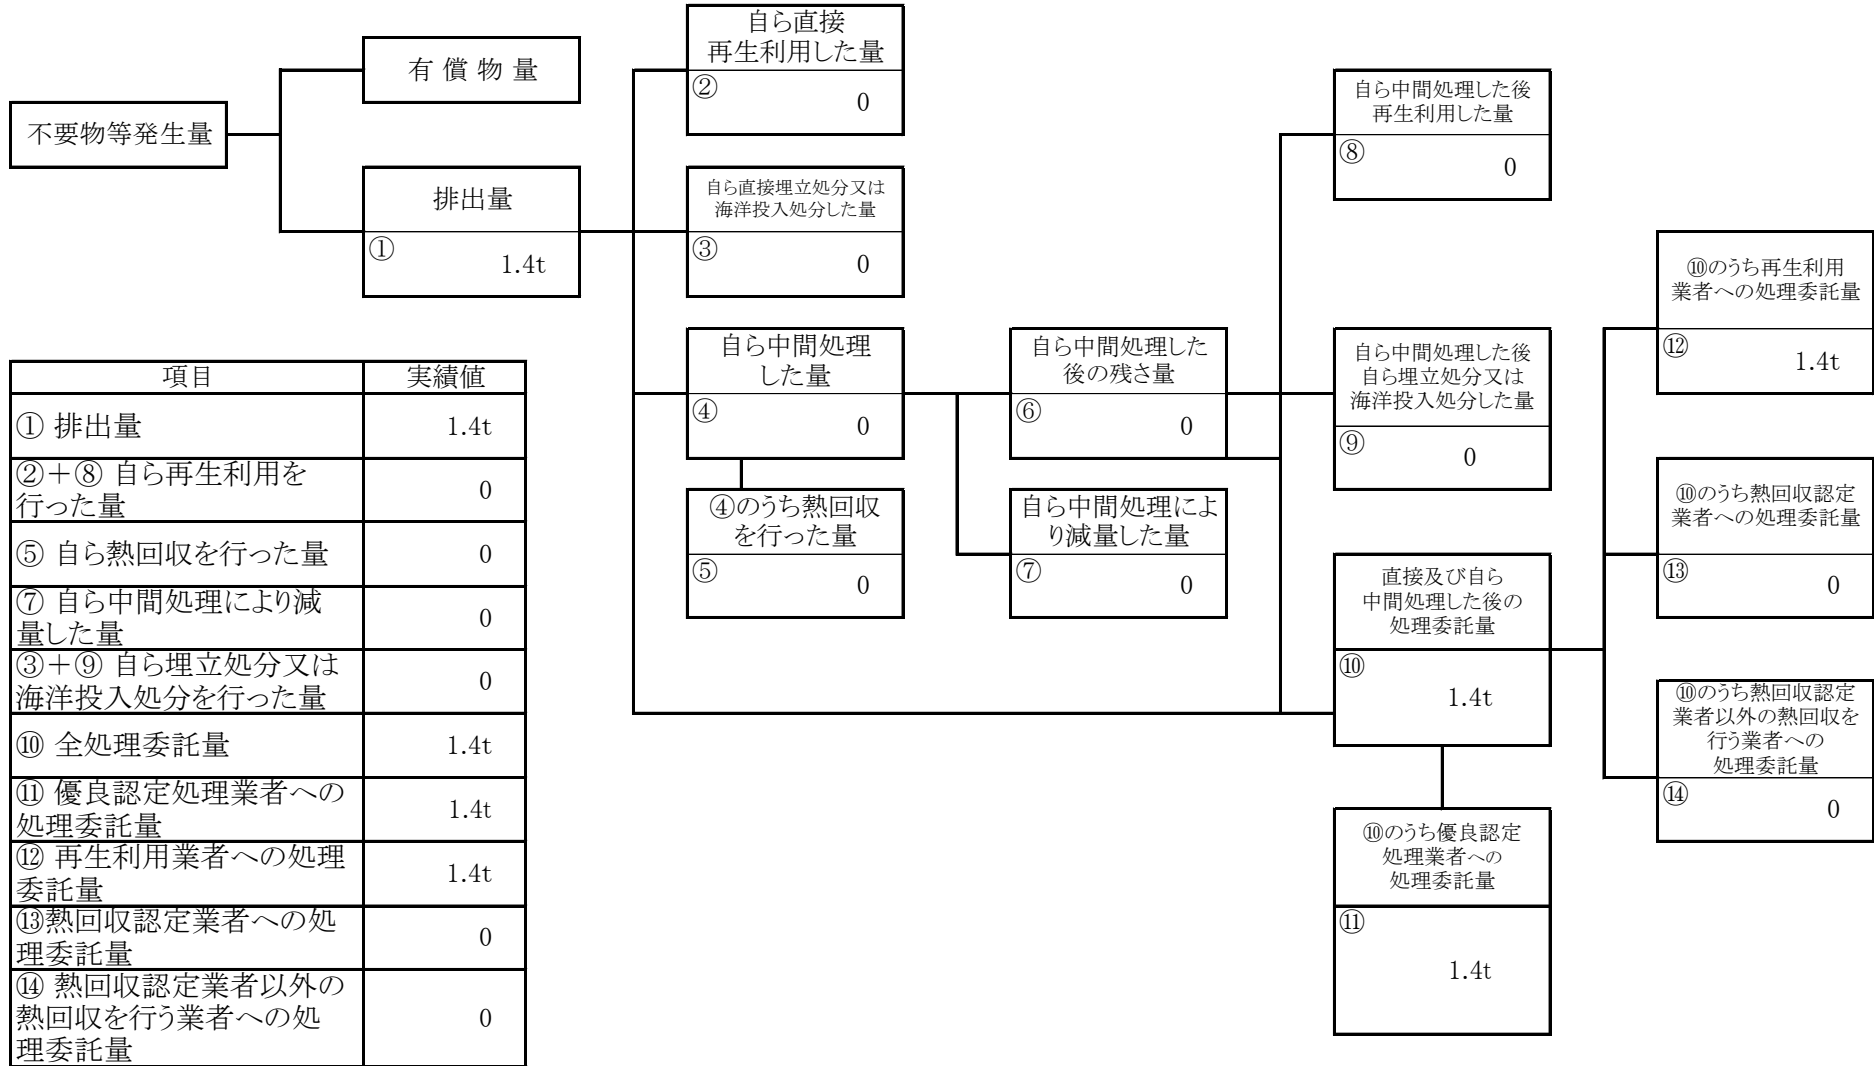 不要物等発生量
有 償 物 量
排出量
①
1.4t
自ら直接
再生利用した量
②
0
自ら直接埋立処分又は
海洋投入処分した量
③
0
自ら中間処理
した量
④
0
④のうち熱回収
を行った量
⑤
0
自ら中間処理した
後の残さ量
⑥
0
自ら中間処理によ
り減量した量
⑦
0
自ら中間処理した後
再生利用した量
⑧
0
自ら中間処理した後
自ら埋立処分又は
海洋投入処分した量
⑨
0
直接及び自ら
中間処理した後の
処理委託量
⑩
1.4t
⑩のうち優良認定
処理業者への
処理委託量
⑪
1.4t
⑩のうち再生利用
業者への処理委託量
⑫
1.4t
⑩のうち熱回収認定
業者への処理委託量
⑬
0
⑩のうち熱回収認定
業者以外の熱回収を
行う業者への
処理委託量
⑭
0
項目 実績値
① 排出量 1.4t
②＋⑧ 自ら再生利用を
行った量 0
⑤ 自ら熱回収を行った量 0
⑦ 自ら中間処理により減
量した量 0
③＋⑨ 自ら埋立処分又は
海洋投入処分を行った量 0
⑩ 全処理委託量 1.4t
⑪ 優良認定処理業者への
処理委託量 1.4t
⑫ 再生利用業者への処理
委託量 1.4t
⑬熱回収認定業者への処
理委託量 0
⑭ 熱回収認定業者以外の
熱回収を行う業者への処
理委託量 0